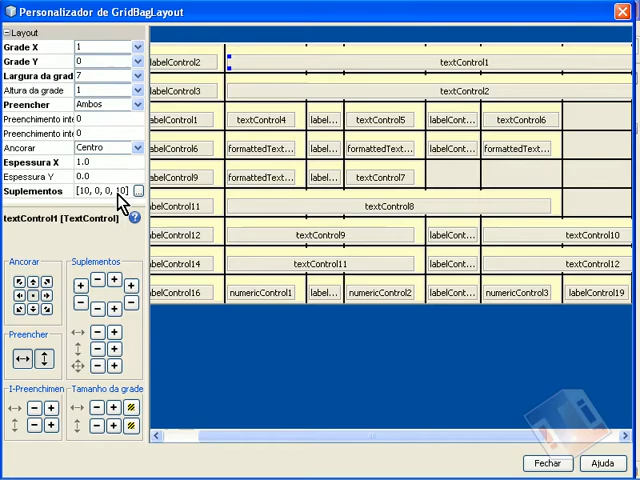 Personalizador de GridBagLayout
Layout
Grade X 1
Grade Y 0
Largura da grad 7
Altura da grad 1
Preencher Ambos
Preenchimento int 0
Preenchimento int 0
Ancorar Centro
Espessura X 1.0
Espessura Y 0.0
Suplementos [10, 0, 0, 10] ...
textControl1 [TextControl]
Ancorar
Suplementos
Preencher
I-Preenchimen
Tamanho da grade
labelControl2 textControl1
labelControl3 textControl2
labelControl1 textControl4 label... textControl5 labelCont... textControl6
labelControl6 formattedText... label... formattedText... labelCont... formattedText...
labelControl9 formattedText... label... textControl7
labelControl11 textControl8
labelControl12 textControl9 labelCont... textControl10
labelControl14 textControl11 labelCont... textControl12
labelControl16 numericControl1 label... numericControl2 labelCont... numericControl3 labelControl19
Fechar Ajuda